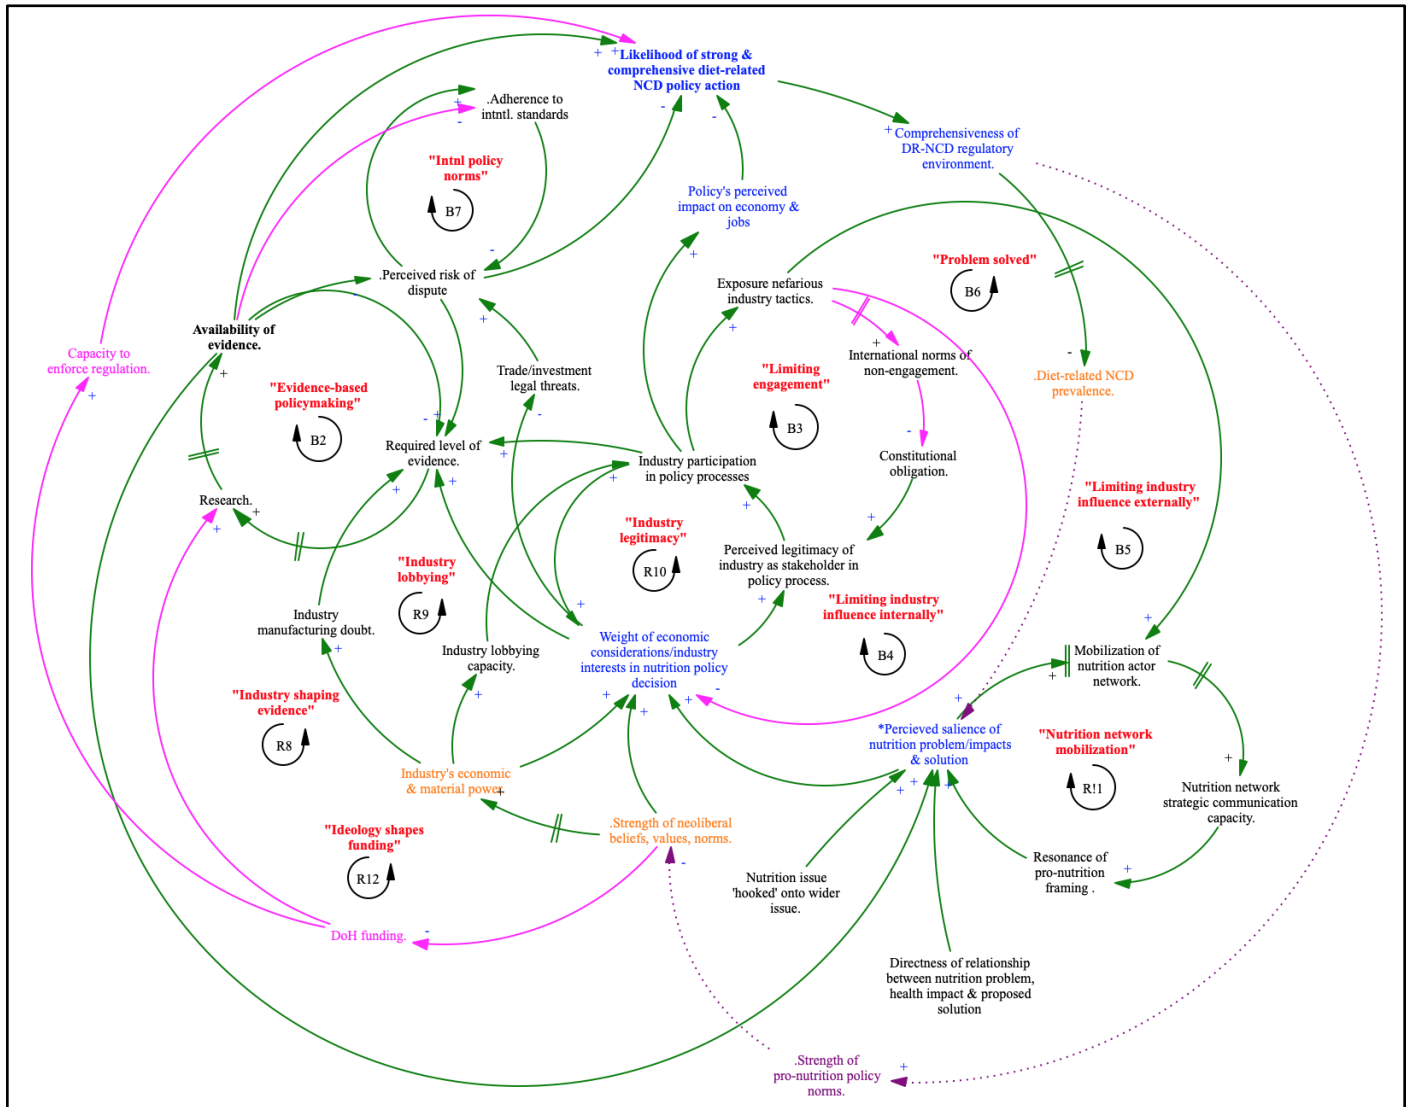 Likelihood of strong &
comprehensive diet-related
NCD policy action
.Adherence to
intntl. standards
Comprehensiveness of
DR-NCD regulatory
environment.
"Intnl policy
norms"
B7
Policy's perceived
impact on economy &
jobs
.Perceived risk of
dispute
Exposure nefarious
industry tactics.
"Problem solved"
B6
Availability of
evidence.
Capacity to
enforce regulation.
International norms of
non-engagement.
Trade/investment
legal threats.
"Limiting
engagement"
B3
.Diet-related NCD
prevalence.
"Evidence-based
policymaking"
B2
Required level of
evidence.
Industry participation
in policy processes
Constitutional
obligation.
Research.
"Limiting industry
influence externally"
B5
"Industry
legitimacy"
R10
Perceived legitimacy of
industry as stakeholder in
policy process.
"Industry
lobbying"
R9
"Limiting industry
influence internally"
B4
Industry
manufacturing doubt.
Industry lobbying
capacity.
Weight of economic
considerations/industry
interests in nutrition policy
decision
Mobilization of
nutrition actor
network.
"Industry shaping
evidence"
R8
*Percieved salience of
nutrition problem/impacts
& solution
"Nutrition network
mobilization"
R!1
Industry's economic
& material power.
Nutrition network
strategic communication
capacity.
.Strength of neoliberal
beliefs, values, norms.
"Ideology shapes
funding"
R12
Nutrition issue
'hooked' onto wider
issue.
Resonance of
pro-nutrition
framing .
DoH funding.
Directness of relationship
between nutrition problem,
health impact & proposed
solution
.Strength of
pro-nutrition policy
norms.